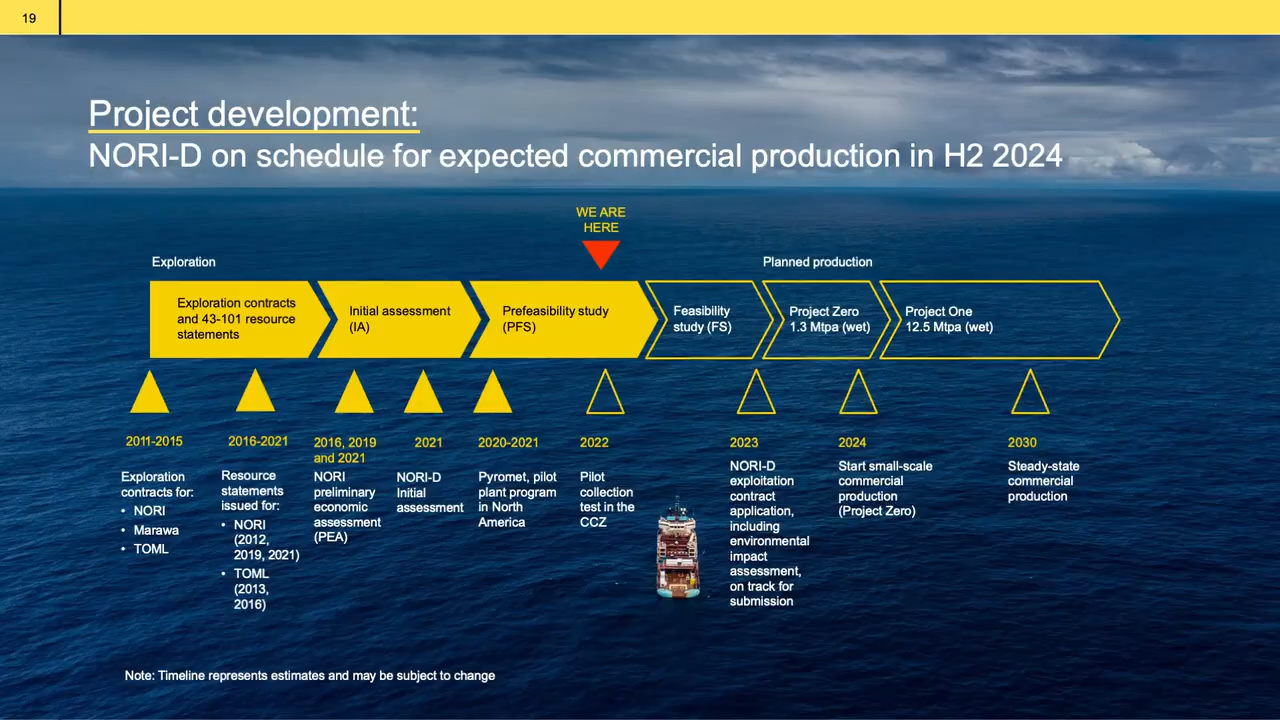 19
Project development:
NORI-D on schedule for expected commercial production in H2 2024
WE ARE
HERE
Exploration
Planned production
Exploration contracts
and 43-101 resource
statements
Initial assessment
(IA)
Prefeasibility study
(PFS)
Feasibility
study (FS)
Project Zero
1.3 Mtpa (wet)
Project One
12.5 Mtpa (wet)
2011-2015
Exploration
contracts for:
• NORI
• Marawa
• TOML
2016-2021
Resource
statements
issued for:
• NORI
(2012,
2019, 2021)
• TOML
(2013,
2016)
2016, 2019
and 2021
NORI
preliminary
economic
assessment
(PEA)
2021
NORI-D
Initial
assessment
2020-2021
Pyromet, pilot
plant program
in North
America
2022
Pilot
collection
test in the
CCZ
2023
NORI-D
exploitation
contract
application,
including
environmental
impact
assessment,
on track for
submission
2024
Start small-scale
commercial
production
(Project Zero)
2030
Steady-state
commercial
production
Note: Timeline represents estimates and may be subject to change